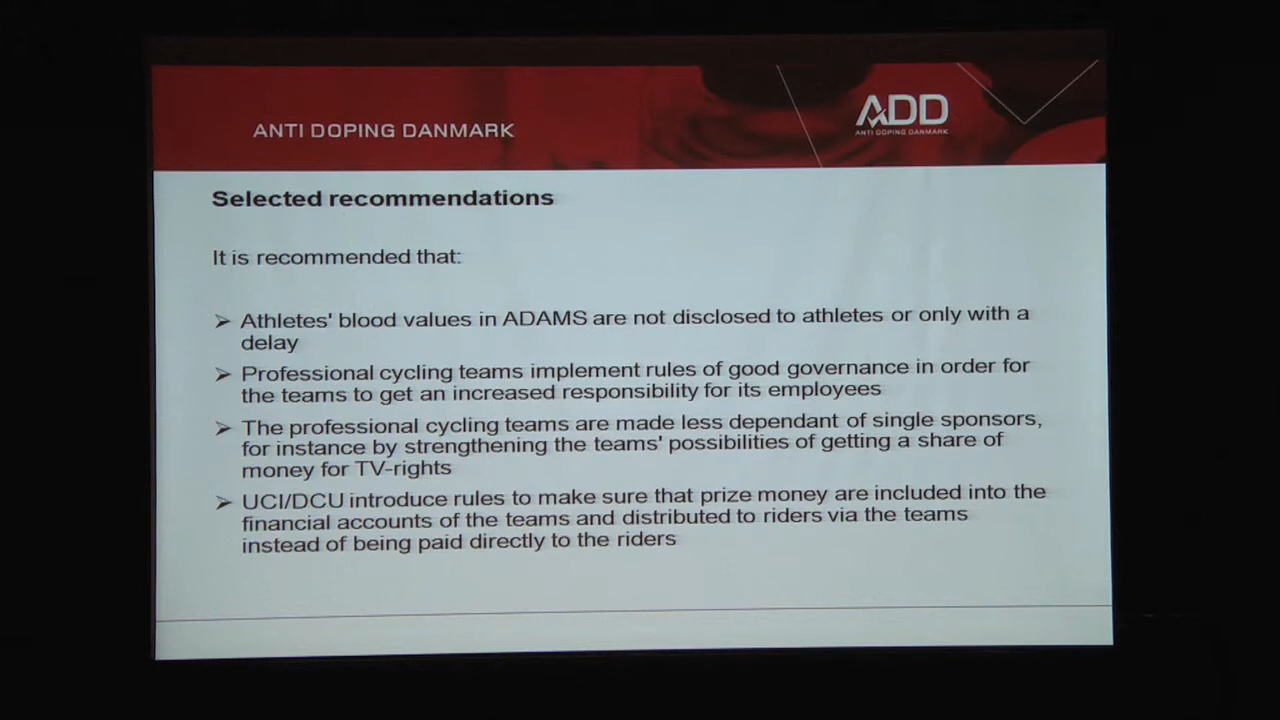 ANTI DOPING DANMARK
ADD
ANTI DOPING DANMARK
Selected recommendations
It is recommended that:
➢ Athletes' blood values in ADAMS are not disclosed to athletes or only with a
delay
➢ Professional cycling teams implement rules of good governance in order for
the teams to get an increased responsibility for its employees
➢ The professional cycling teams are made less dependant of single sponsors,
for instance by strengthening the teams' possibilities of getting a share of
money for TV-rights
➢ UCI/DCU introduce rules to make sure that prize money are included into the
financial accounts of the teams and distributed to riders via the teams
instead of being paid directly to the riders